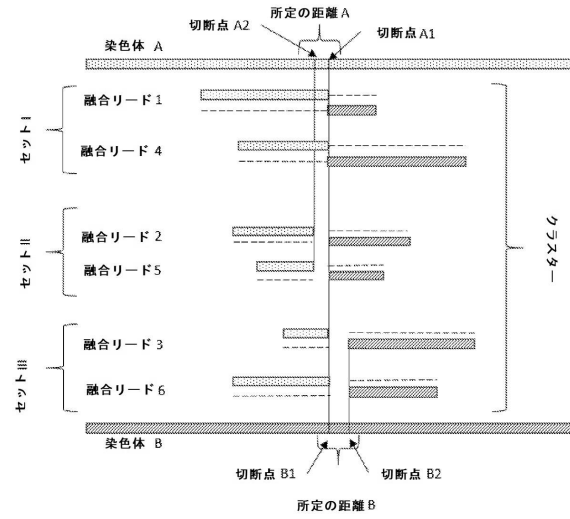 所定の距離A
切断点 A2
切断点 A1
染色体 A
融合リード 1
セット I
融合リード 4
融合リード 2
セット II
融合リード5
クラスター
融合リード 3
セット III
融合リード 6
染色体 B
切断点 B1
切断点 B2
所定の距離B